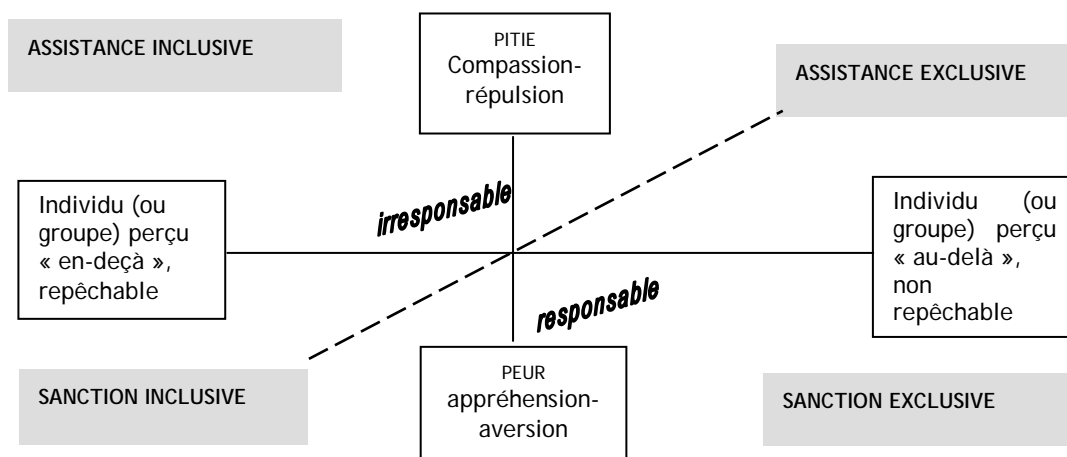 ASSISTANCE INCLUSIVE
PITIE
Compassion-
répulsion
ASSISTANCE EXCLUSIVE
irresponsable
Individu (ou
groupe) perçu
« en-deçà »,
repêchable
Individu (ou
groupe) perçu
« au-delà »,
non
repêchable
responsable
SANCTION INCLUSIVE
PEUR
appréhension-
aversion
SANCTION EXCLUSIVE